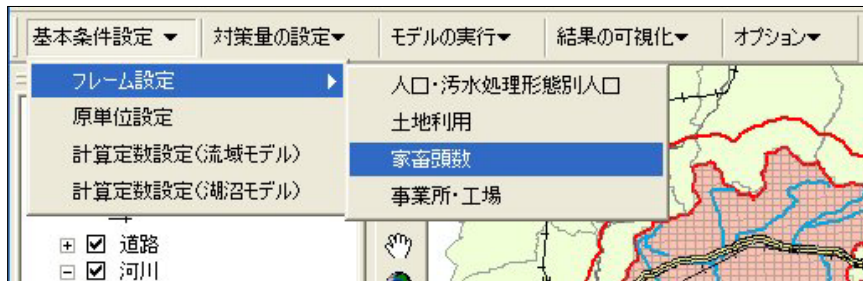 基本条件設定 ▼ 対策量の設定▼ モデルの実行▼ 結果の可視化▼ オプション▼
フレーム設定
原単位設定
計算定数設定(流域モデル)
計算定数設定(湖沼モデル)
人口・汚水処理形態別人口
土地利用
家畜頭数
事業所・工場
道路
河川